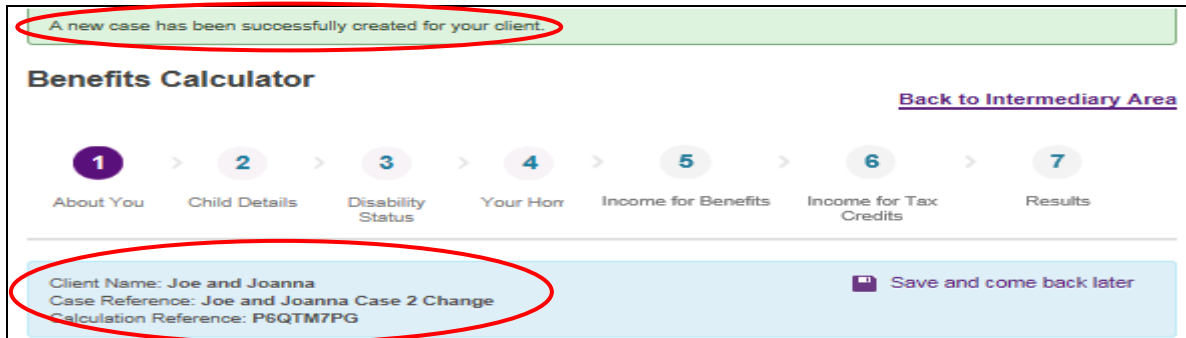 A new case has been successfully created for your client.
Benefits Calculator
Back to Intermediary Area
1 > 2 > 3 > 4 > 5 > 6 > 7
About You Child Details Disability Status Your Hom Income for Benefits Income for Tax Credits Results
Client Name: Joe and Joanna
Save and come back later
Case Reference: Joe and Joanna Case 2 Change
Calculation Reference: P6QTM7PG